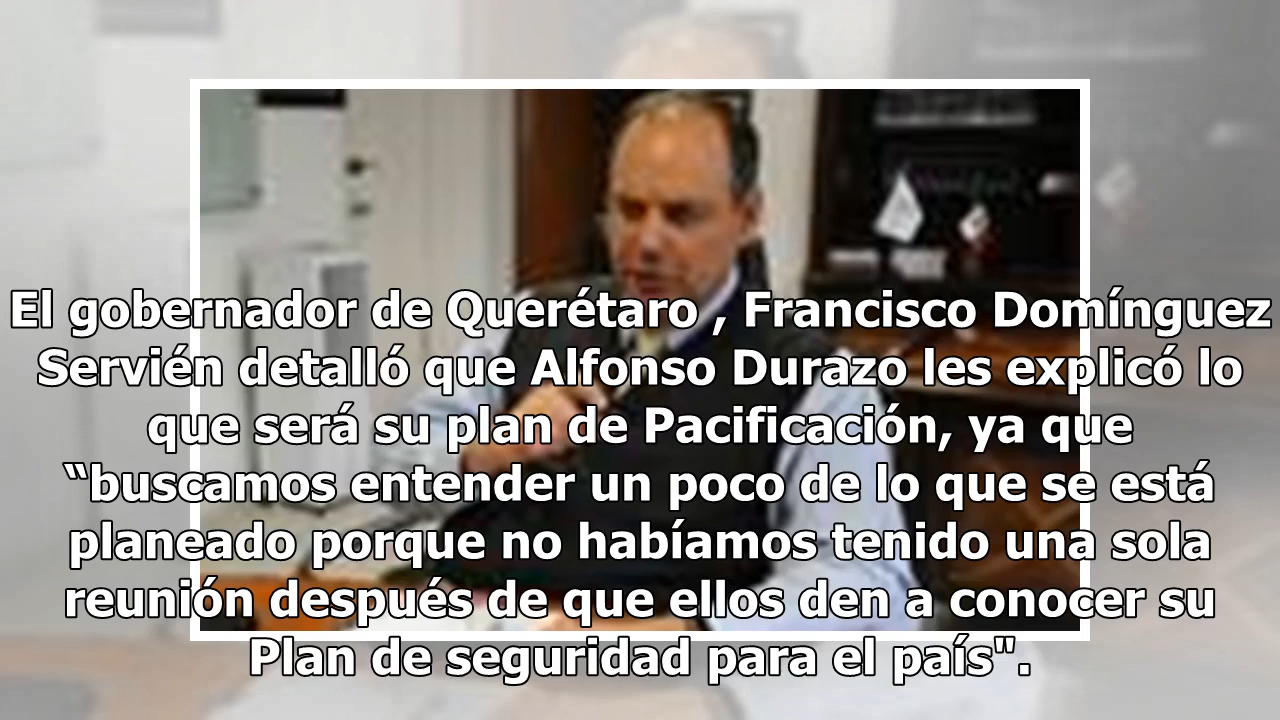 El gobernador de Querétaro , Francisco Domínguez
Servién detalló que Alfonso Durazo les explicó lo
que será su plan de Pacificación, ya que
“buscamos entender un poco de lo que se está
planeado porque no habíamos tenido una sola
reunión después de que ellos den a conocer su
Plan de seguridad para el país".